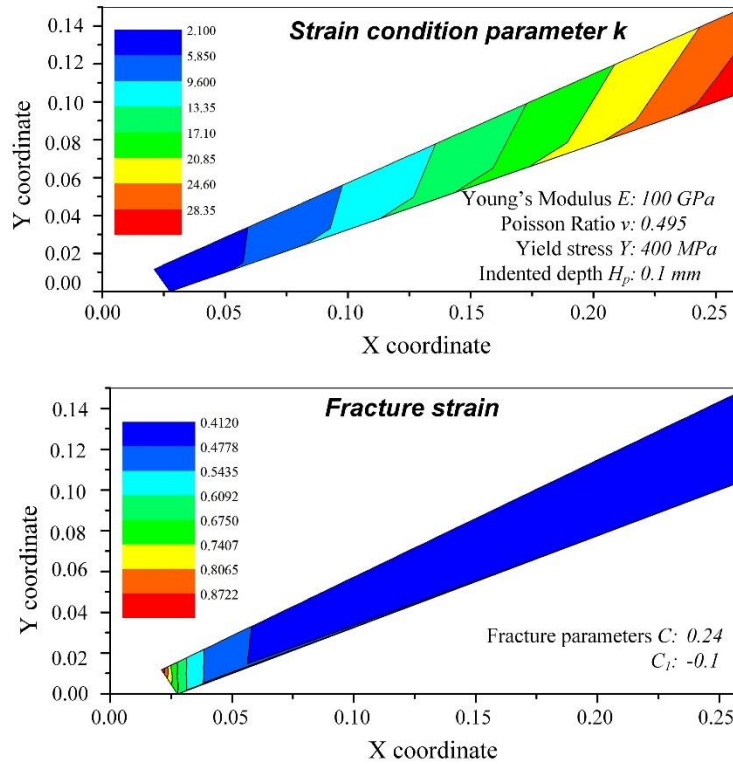 Strain condition parameter k
0.14
0.12
0.10
0.08
0.06
0.04
0.02
0.00
Y coordinate
2.100
5.850
9.600
13.35
17.10
20.85
24.60
28.35
Young's Modulus E: 100 GPa
Poisson Ratio ν: 0.495
Yield stress Y: 400 MPa
Indented depth Hp: 0.1 mm
0.00 0.05 0.10 0.15 0.20 0.25
X coordinate
Fracture strain
0.14
0.12
0.10
0.08
0.06
0.04
0.02
0.00
Y coordinate
0.4120
0.4778
0.5435
0.6092
0.6750
0.7407
0.8065
0.8722
Fracture parameters C: 0.24
C1: -0.1
0.00 0.05 0.10 0.15 0.20 0.25
X coordinate